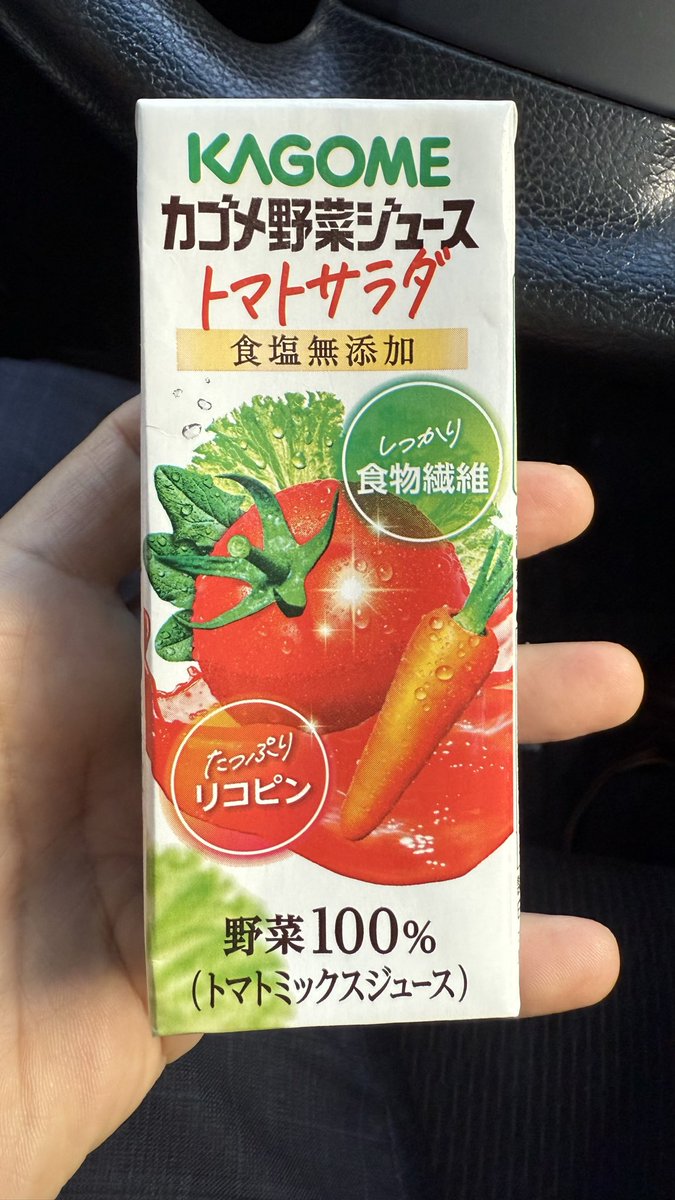 KAGOME
カゴメ野菜ジュース
トマトサラダ
食塩無添加
しっかり
食物繊維
たっぷり
リコピン
野菜100%
(トマトミックスジュース)